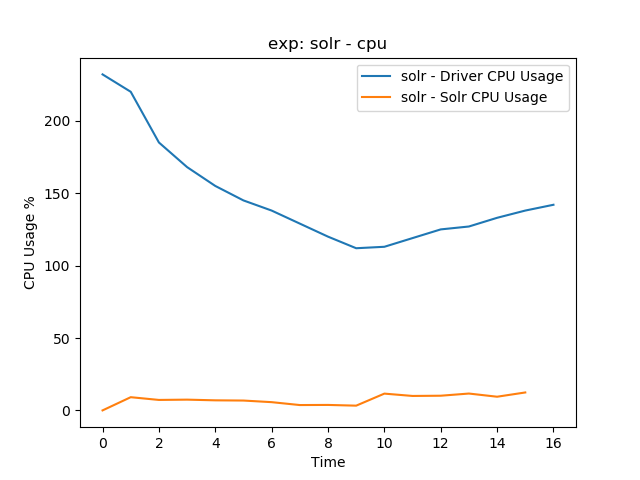 exp: solr - cpu
solr - Driver CPU Usage
solr - Solr CPU Usage
200
150
100
50
0
CPU Usage %
0 2 4 6 8 10 12 14 16
Time